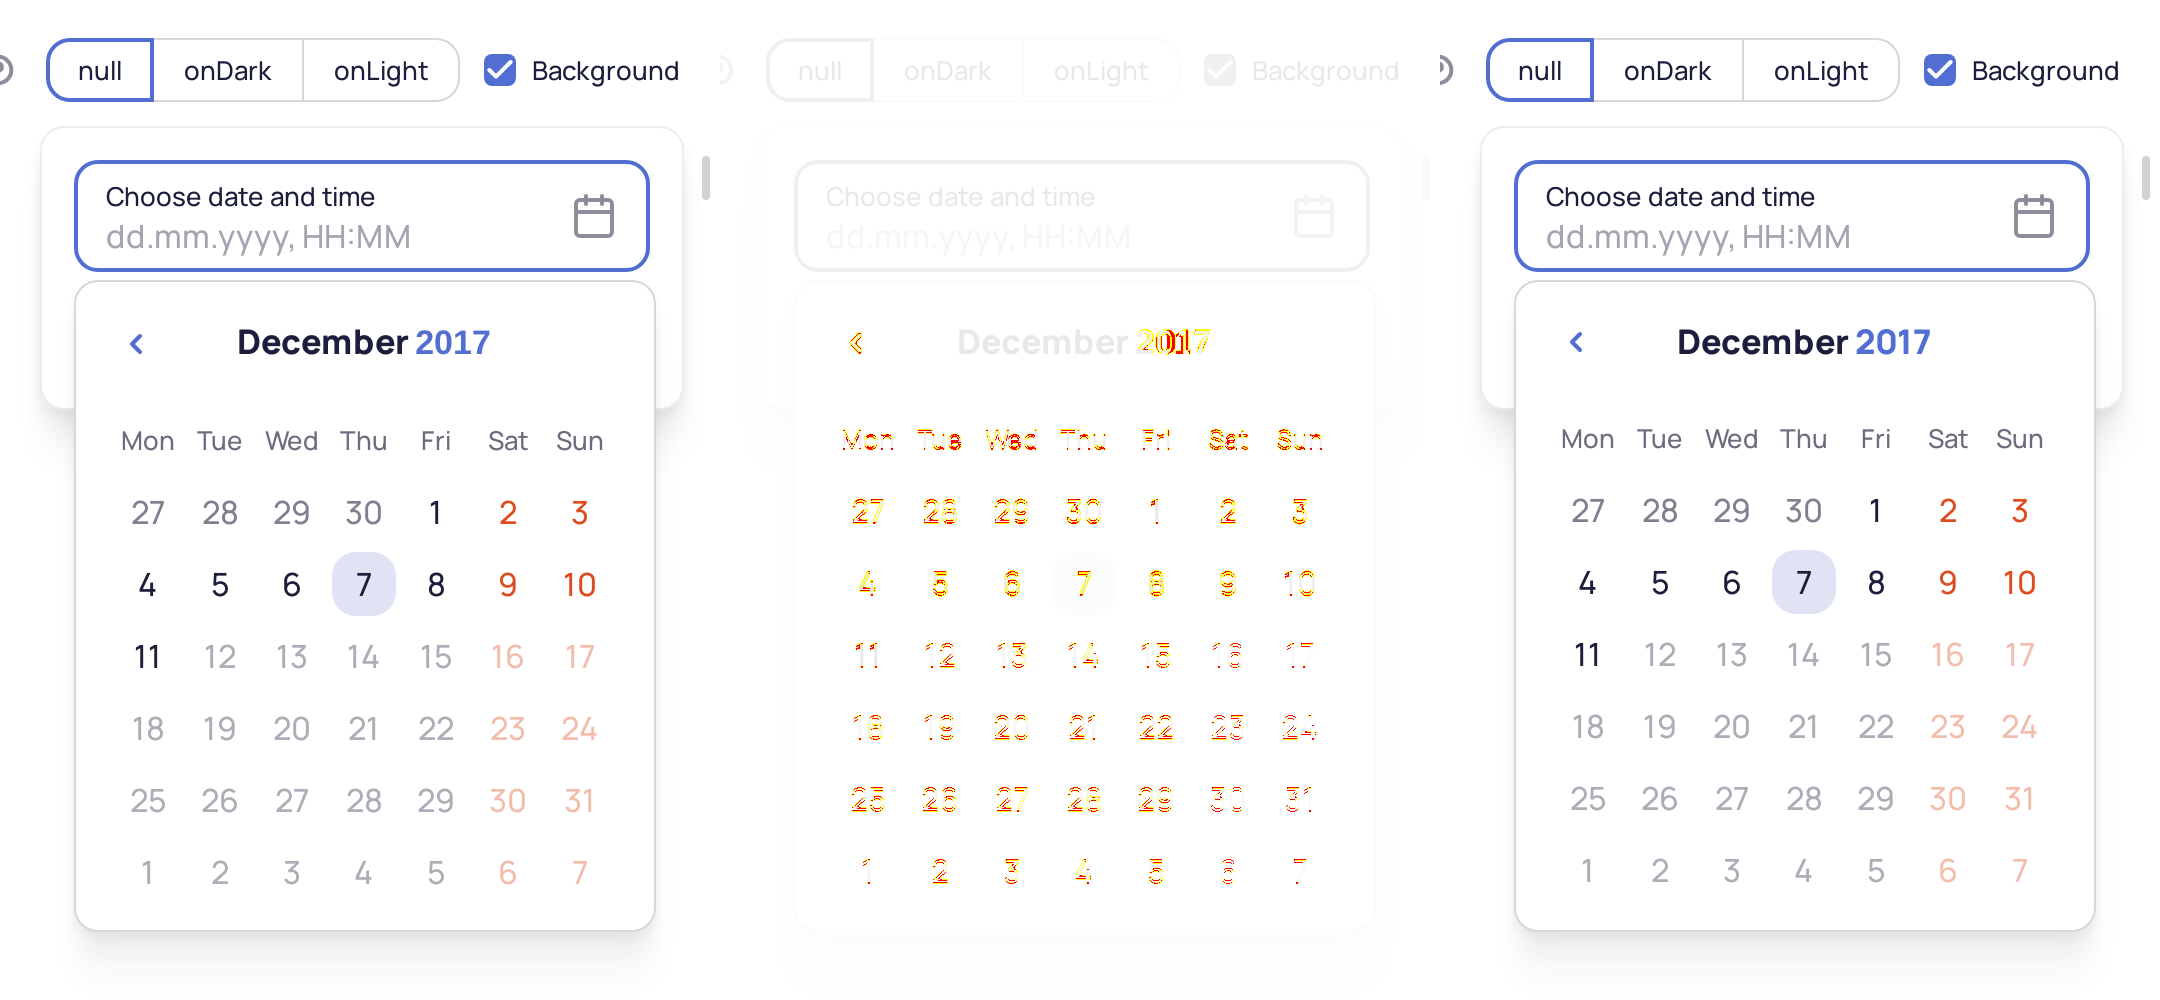 null onDark onLight Background
Choose date and time
dd.mm.yyyy, HH:MM
December 2017
Mon Tue Wed Thu Fri Sat Sun
27 28 29 30 1 2 3
4 5 6 7 8 9 10
11 12 13 14 15 16 17
18 19 20 21 22 23 24
25 26 27 28 29 30 31
1 2 3 4 5 6 7
null onDark onLight Background
Choose date and time
dd.mm.yyyy, HH:MM
December 2017
Mon Tue Wed Thu Fri Sat Sun
27 28 29 30 1 2 3
4 5 6 7 8 9 10
11 12 13 14 15 16 17
18 19 20 21 22 23 24
25 26 27 28 29 30 31
1 2 3 4 5 6 7
null onDark onLight Background
Choose date and time
dd.mm.yyyy, HH:MM
December 2017
Mon Tue Wed Thu Fri Sat Sun
27 28 29 30 1 2 3
4 5 6 7 8 9 10
11 12 13 14 15 16 17
18 19 20 21 22 23 24
25 26 27 28 29 30 31
1 2 3 4 5 6 7